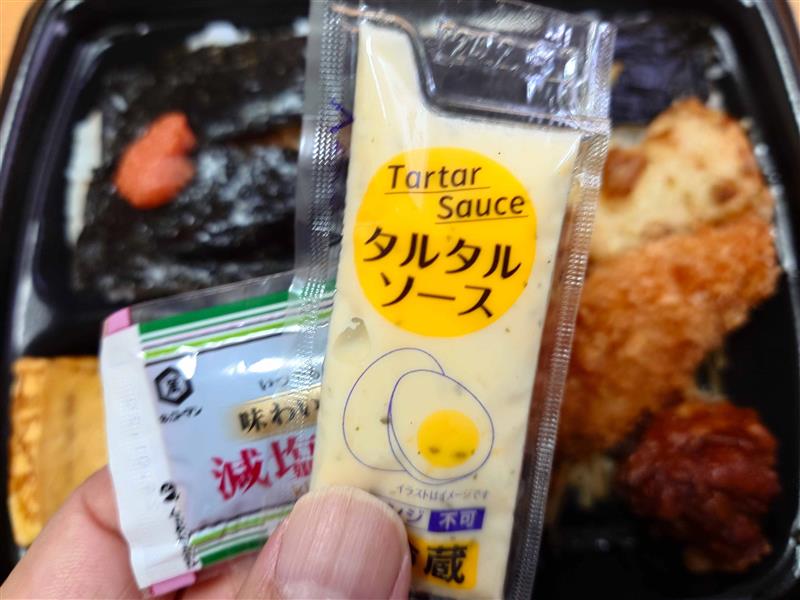 Tartar
Sauce
タルタル
ソース
イラストはイメージです
不可
蔵
味わい
減塩